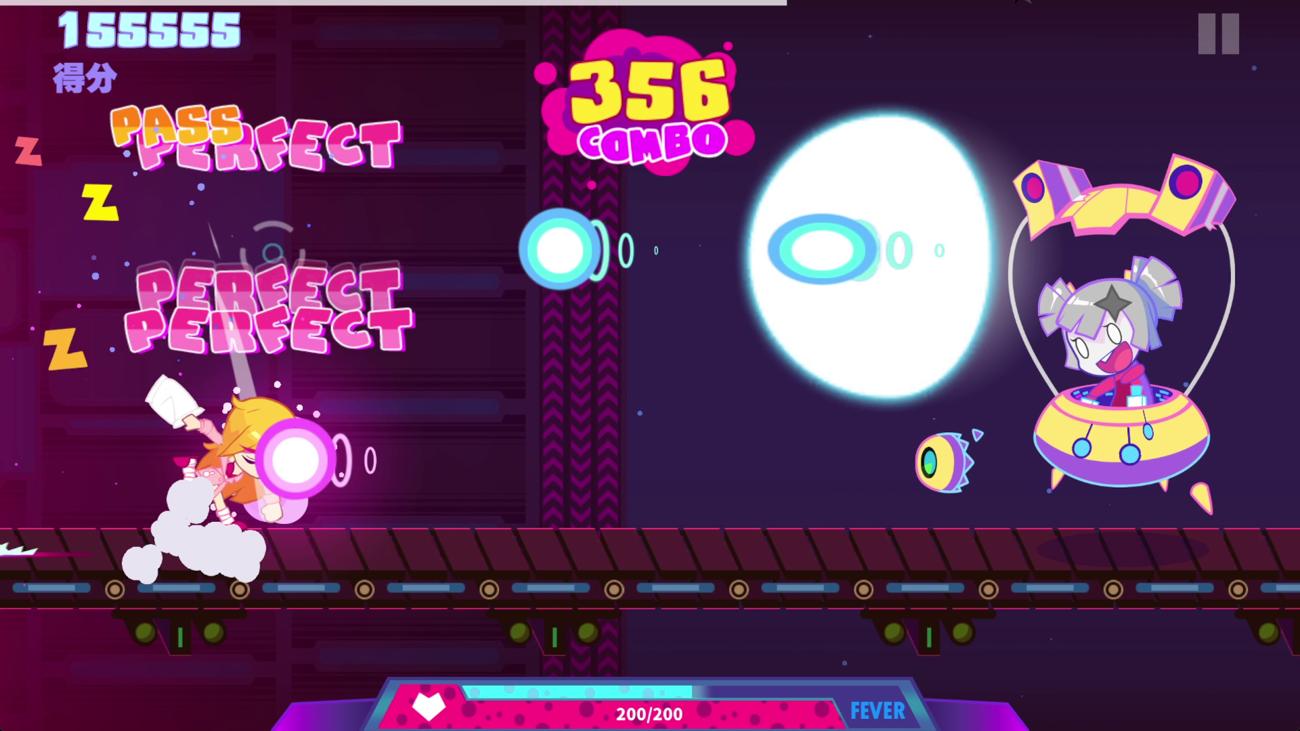 155555
得分
PASS
PERFECT
356
COMBO
Z
Z
Z
PERFECT
PERFECT
200/200
FEVER